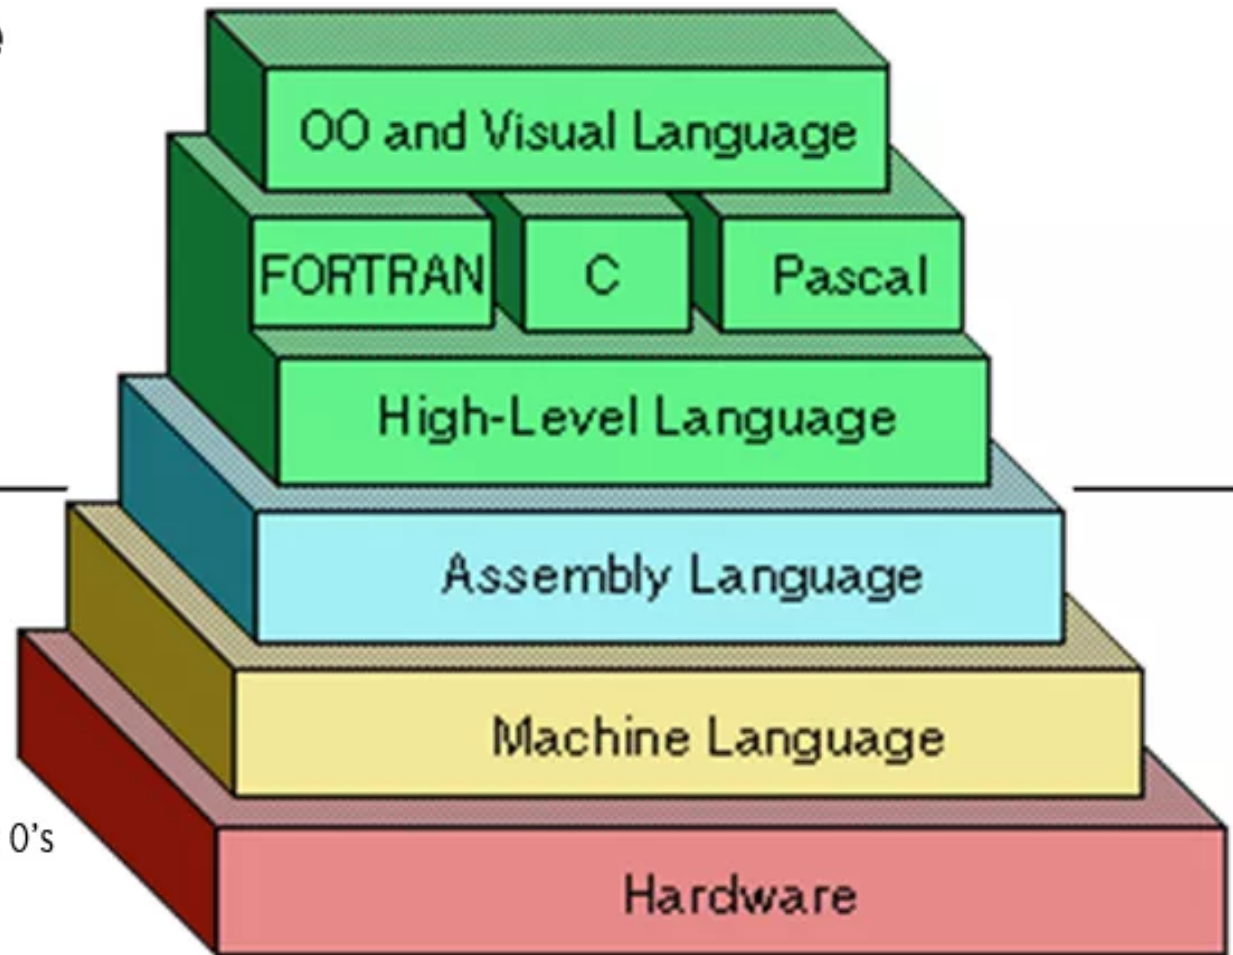 e
OO and Visual Language
FORTRAN C Pascal
High-Level Language
Assembly Language
Machine Language
0's
Hardware